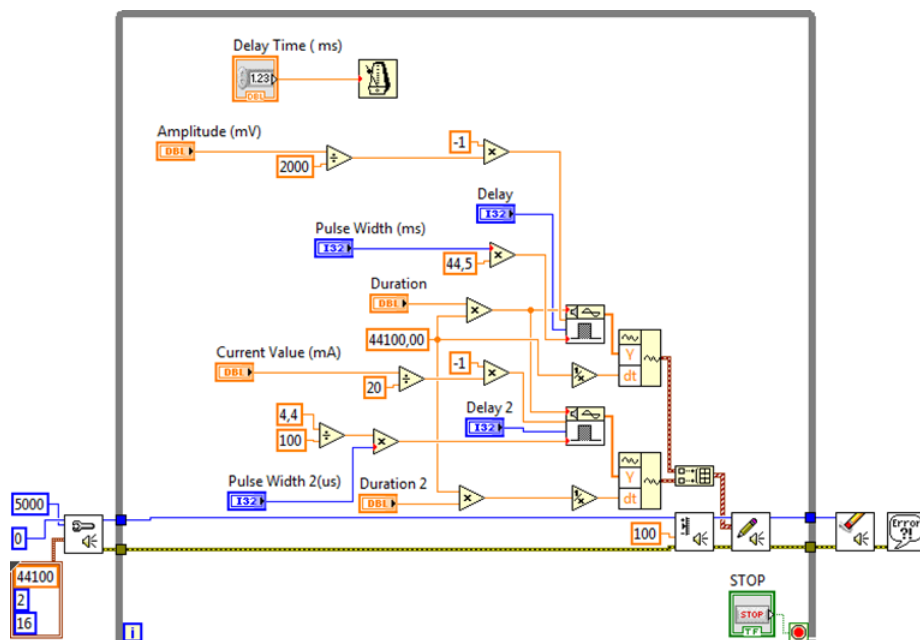 Delay Time ( ms)
1.23
DBL
Amplitude (mV)
DBL
2000
-1
Delay
I32
Pulse Width (ms)
I32
44,5
Duration
DBL
44100,00
Current Value (mA)
DBL
20
-1
Y
dt
Delay 2
I32
4,4
100
Pulse Width 2(us)
I32
Duration 2
DBL
Y
dt
5000
0
44100
2
16
100
Error
?!
STOP
STOP
TF
i